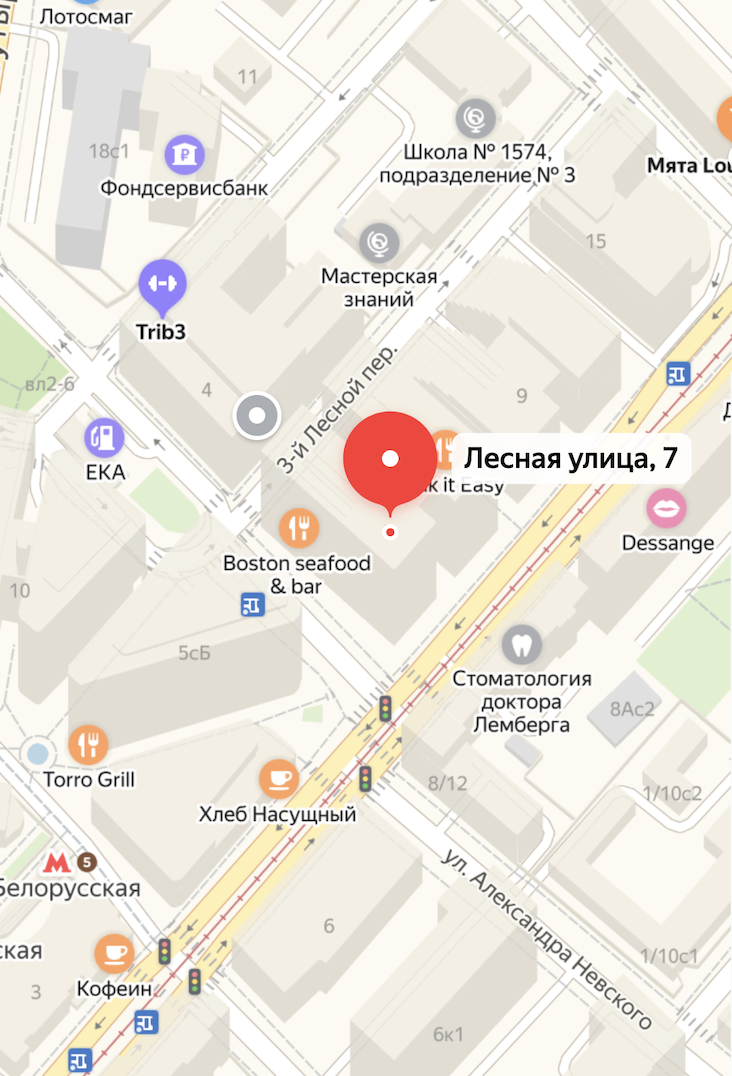 Лотосмаг
11
18с1
Фондсервисбанк
Школа № 1574,
подразделение № 3
Мята Lou
15
Мастерская
знаний
Trib3
вл2-6
4
3-й Лесной пер.
9
ЕКА
Лесная улица, 7
k it Easy
Dessange
Boston seafood
& bar
10
5сБ
Стоматология
доктора
Лемберга
8Ас2
Torro Grill
Хлеб Насущный
8/12
1/10с2
5
Белорусская
ул. Александра Невского
ская
6
1/10с1
Кофеин
3
6к1